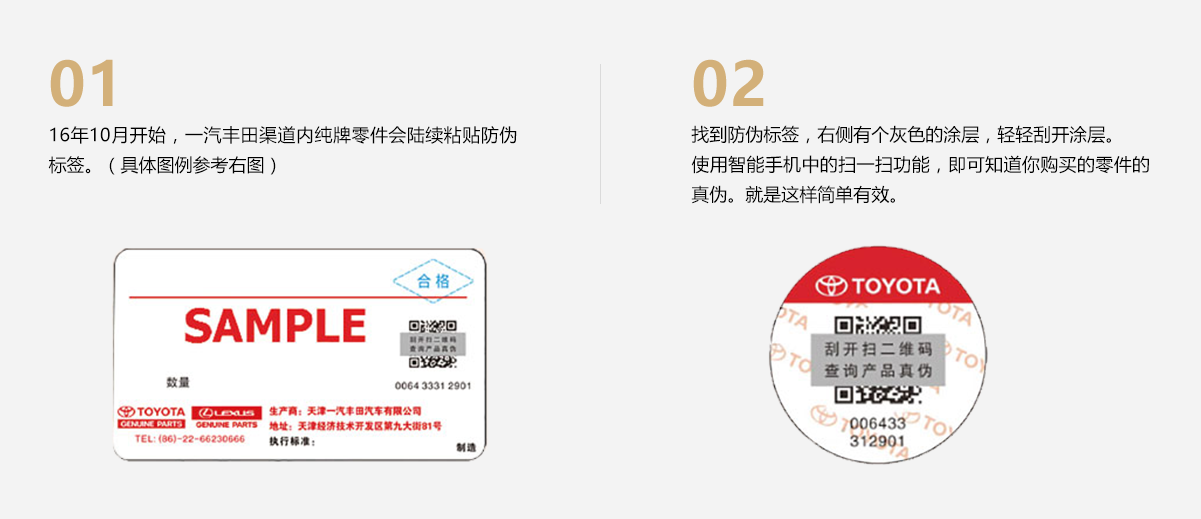 01
16年10月开始，一汽丰田渠道内纯牌零件会陆续粘贴防伪
标签。（具体图例参考右图）
02
找到防伪标签，右侧有个灰色的涂层，轻轻刮开涂层。
使用智能手机中的扫一扫功能，即可知道你购买的零件的
真伪。就是这样简单有效。
合格
SAMPLE
刮开扫二维码
查询产品真伪
数量
0064 3331 2901
TOYOTA
GENUINE PARTS
LEXUS
GENUINE PARTS
TEL: (86)-22-66230666
生产商：天津一汽丰田汽车有限公司
地址：天津经济技术开发区第九大街81号
执行标准：
制造
TOYOTA
OTA
TOYOTA
刮开扫二维码
查询产品真伪
TO
TO
006433
312901
TOYOTA
TOYO